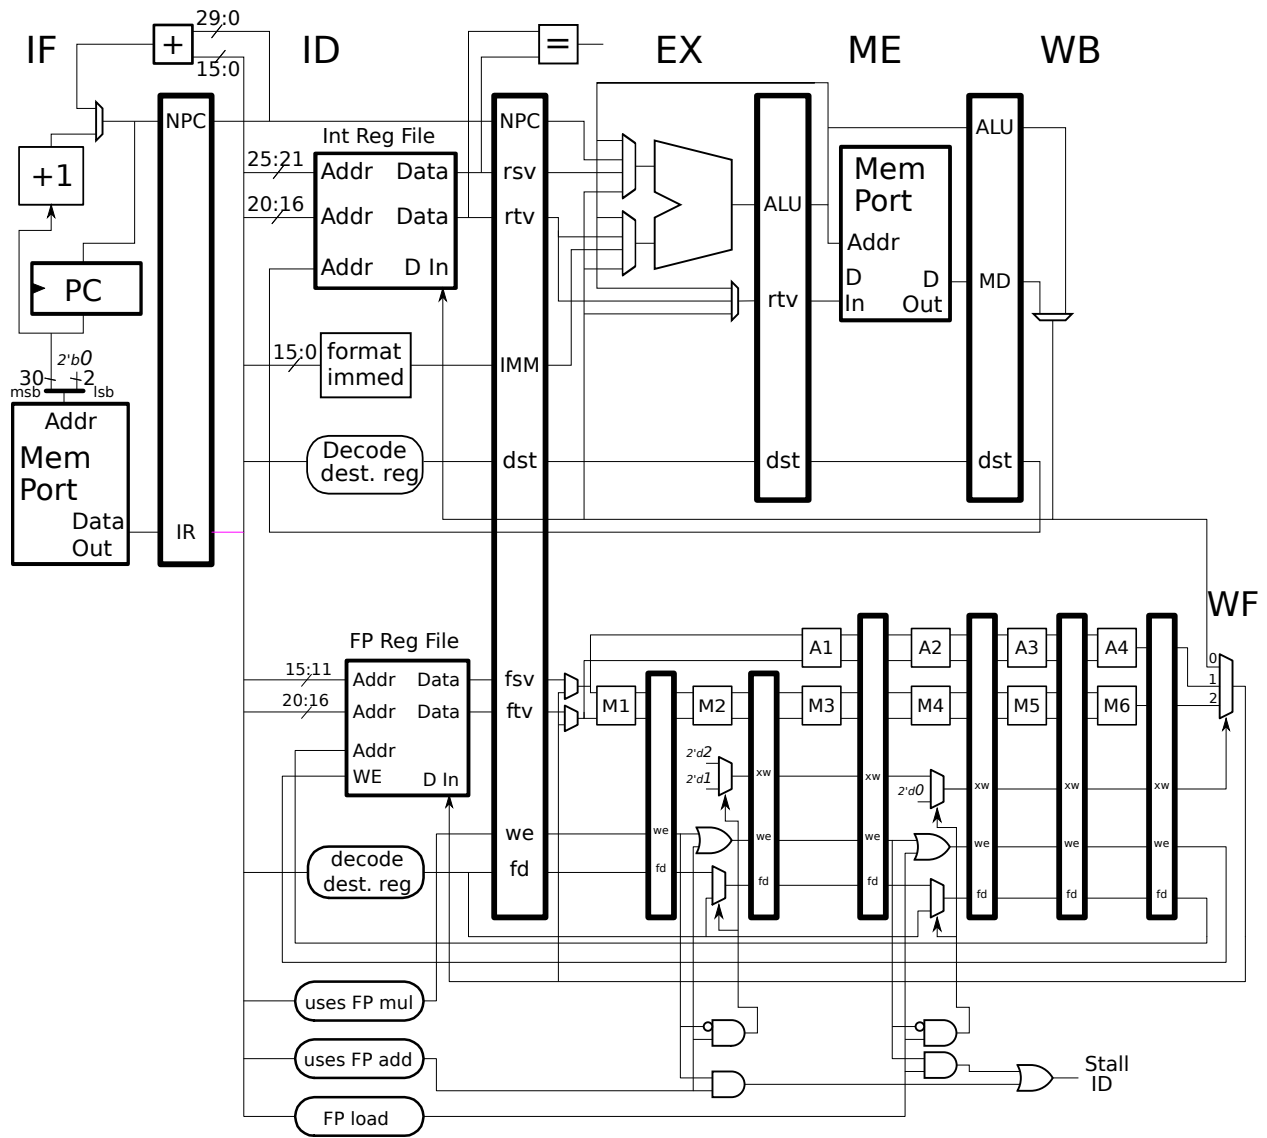 IF
ID
EX
ME
WB
29:0
15:0
+
=
NPC
+1
PC
2'b0
30
2
msb
lsb
Addr
Mem
Port
Data
Out
IR
Int Reg File
25:21
Addr
Data
20:16
Addr
Data
Addr
D In
15:0
format
immed
Decode
dest. reg
NPC
rsv
rtv
IMM
dst
ALU
rtv
dst
Mem
Port
Addr
D
In
D
Out
ALU
MD
dst
WF
FP Reg File
15:11
Addr
Data
20:16
Addr
Data
Addr
WE
D In
fsv
ftv
we
fd
decode
dest. reg
A1
A2
A3
A4
M1
M2
M3
M4
M5
M6
0
1
2
2'd2
2'd1
xw
xw
2'd0
xw
xw
xw
we
we
we
we
we
we
fd
fd
fd
fd
fd
fd
uses FP mul
uses FP add
FP load
Stall
ID